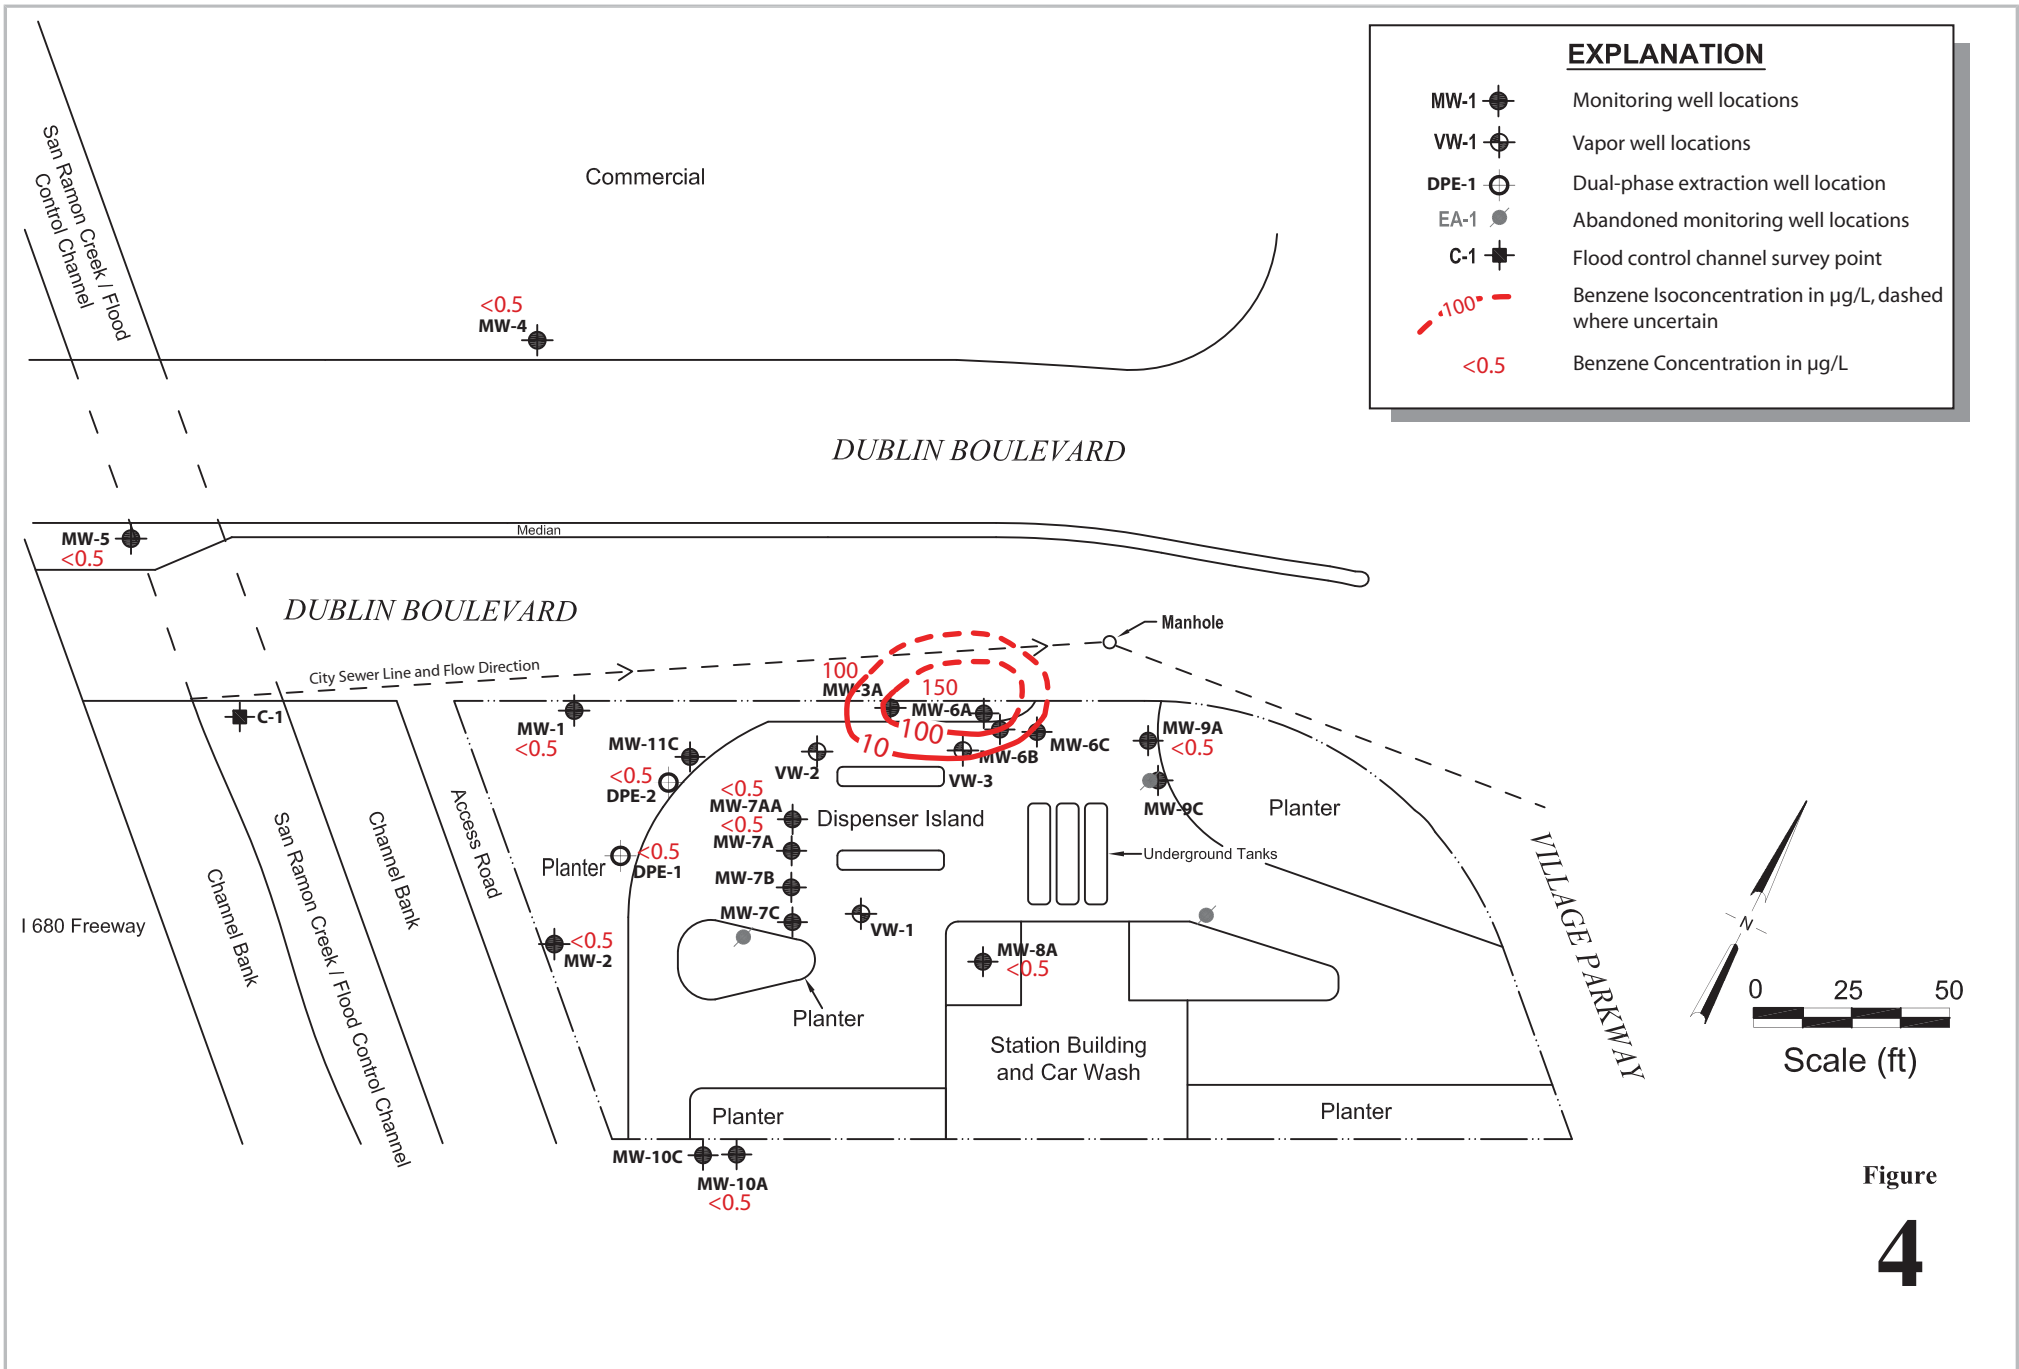 EXPLANATION
MW-1 Monitoring well locations
VW-1 Vapor well locations
DPE-1 Dual-phase extraction well location
EA-1 Abandoned monitoring well locations
C-1 Flood control channel survey point
100 Benzene Isoconcentration in µg/L, dashed
where uncertain
<0.5 Benzene Concentration in µg/L
San Ramon Creek / Flood
Control Channel
Commercial
<0.5
MW-4
DUBLIN BOULEVARD
Median
MW-5
<0.5
DUBLIN BOULEVARD
Manhole
City Sewer Line and Flow Direction
100
MW-3A
150
MW-6A
100
10
C-1
MW-1
<0.5
MW-11C
<0.5
DPE-2
VW-2
VW-3
MW-6B
MW-6C
MW-9A
<0.5
MW-9C
Planter
<0.5
MW-7AA
<0.5
MW-7A
Dispenser Island
Underground Tanks
Planter
<0.5
DPE-1
MW-7B
MW-7C
VW-1
<0.5
MW-2
MW-8A
<0.5
Planter
Station Building
and Car Wash
Planter
Planter
MW-10C
MW-10A
<0.5
I 680 Freeway
Channel Bank
San Ramon Creek / Flood Control Channel
Channel Bank
Access Road
VILLAGE PARKWAY
N
0 25 50
Scale (ft)
Figure
4